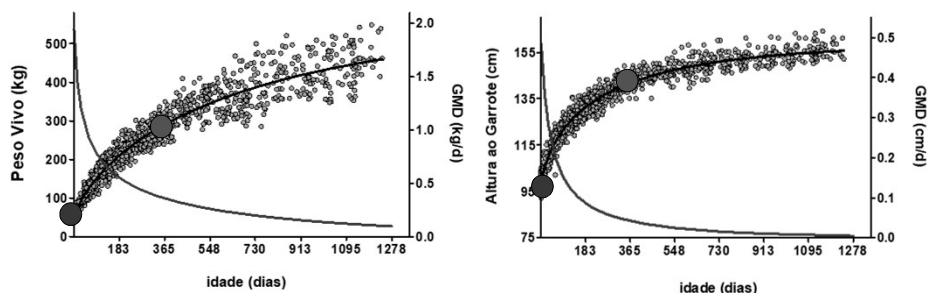 Peso Vivo (kg)
500
400
300
200
100
0
2.0
1.5
1.0
0.5
0.0
GMD (kg/d)
183 365 548 730 913 1095 1278
idade (dias)
Altura ao Garrote (cm)
155
135
115
95
75
0.5
0.4
0.3
0.2
0.1
0.0
GMD (cm/d)
183 365 548 730 913 1095 1278
idade (dias)